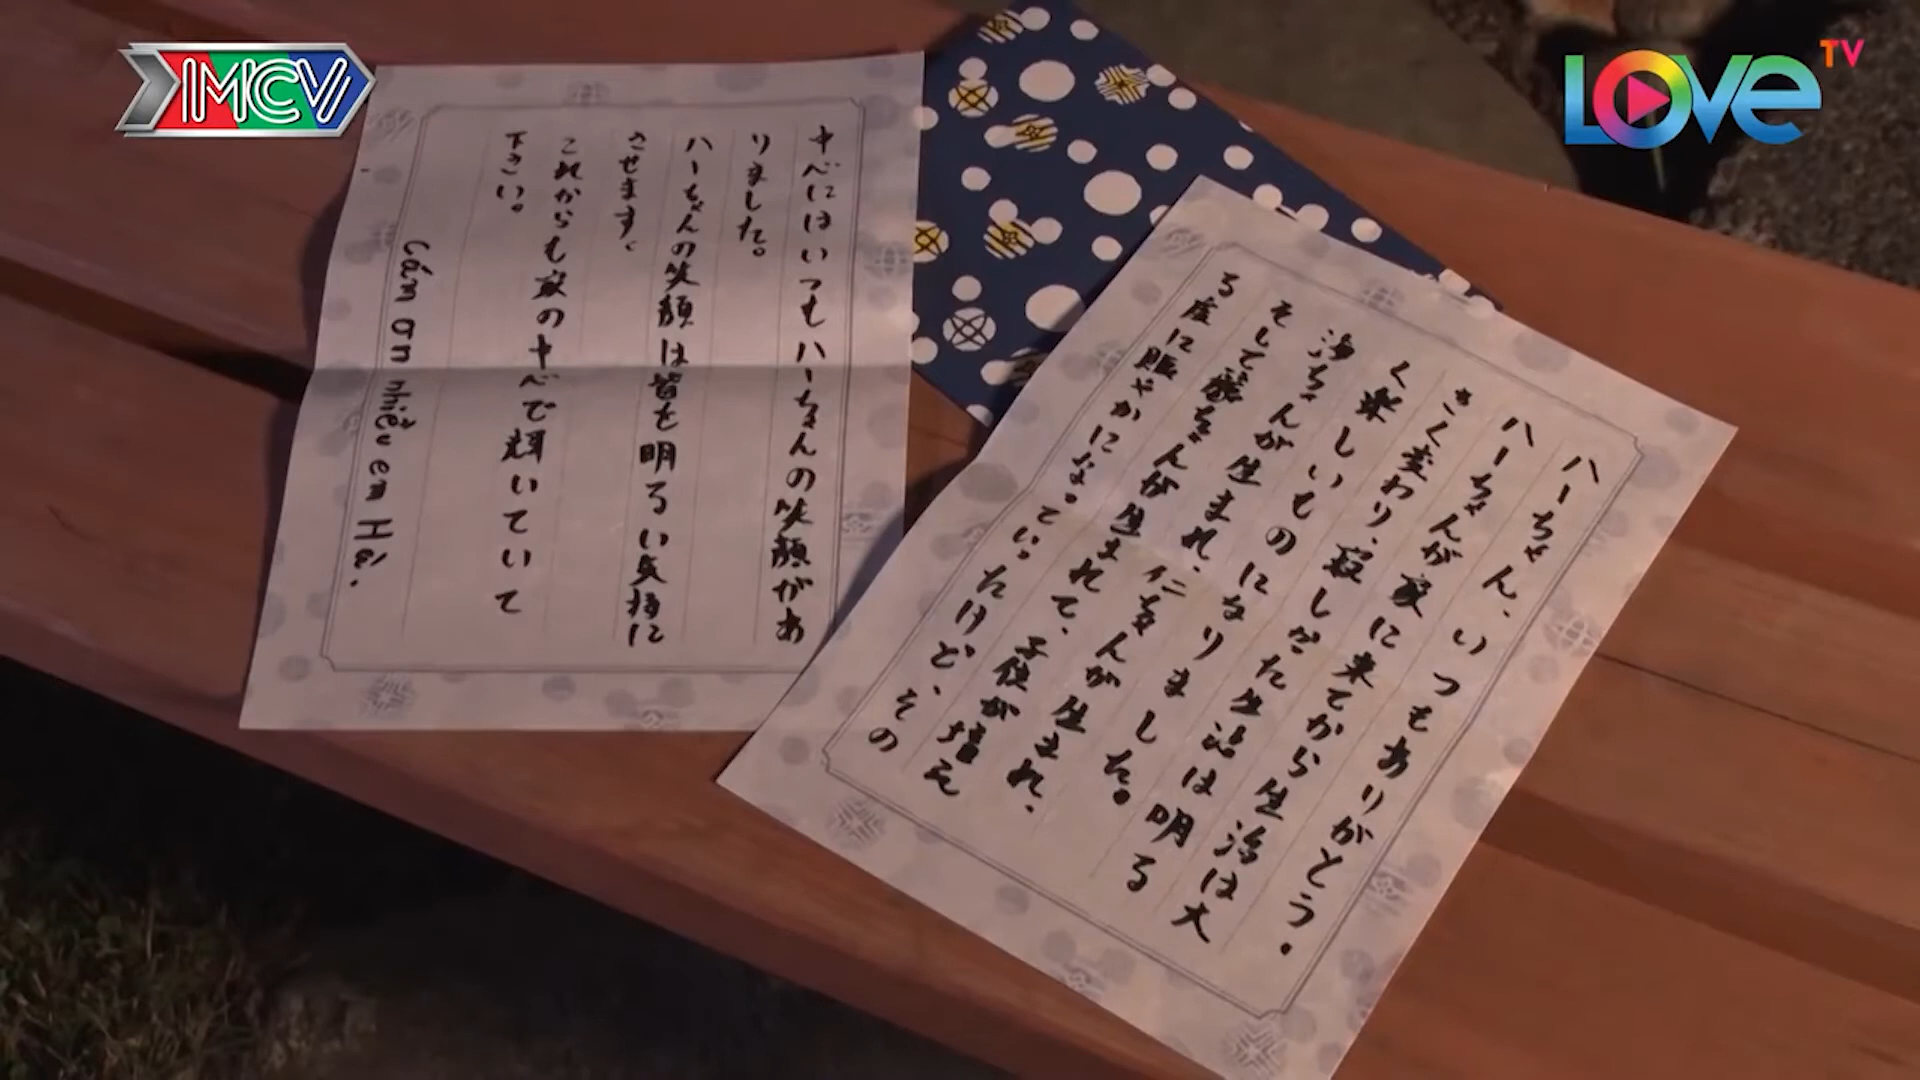 MCV
LOVE TV
ハーちゃん、いつもありがとう。
ハーちゃんが家に来てから生活は大
きく変わり、寂しかった生活は明る
く楽しいものになりました。
ちゃんが生まれ、仁ちゃんが生まれ、
そして ちゃんが生まれて、子供が増え
る度に賑やかになっていったけど、その
中心にはいつもハーちゃんの笑顔があ
りました。
ハーちゃんの笑顔は皆を明るい気持に
させます。
これからも家の中心で輝いていて
下さい。
Cám ơn nhiều en Hà.